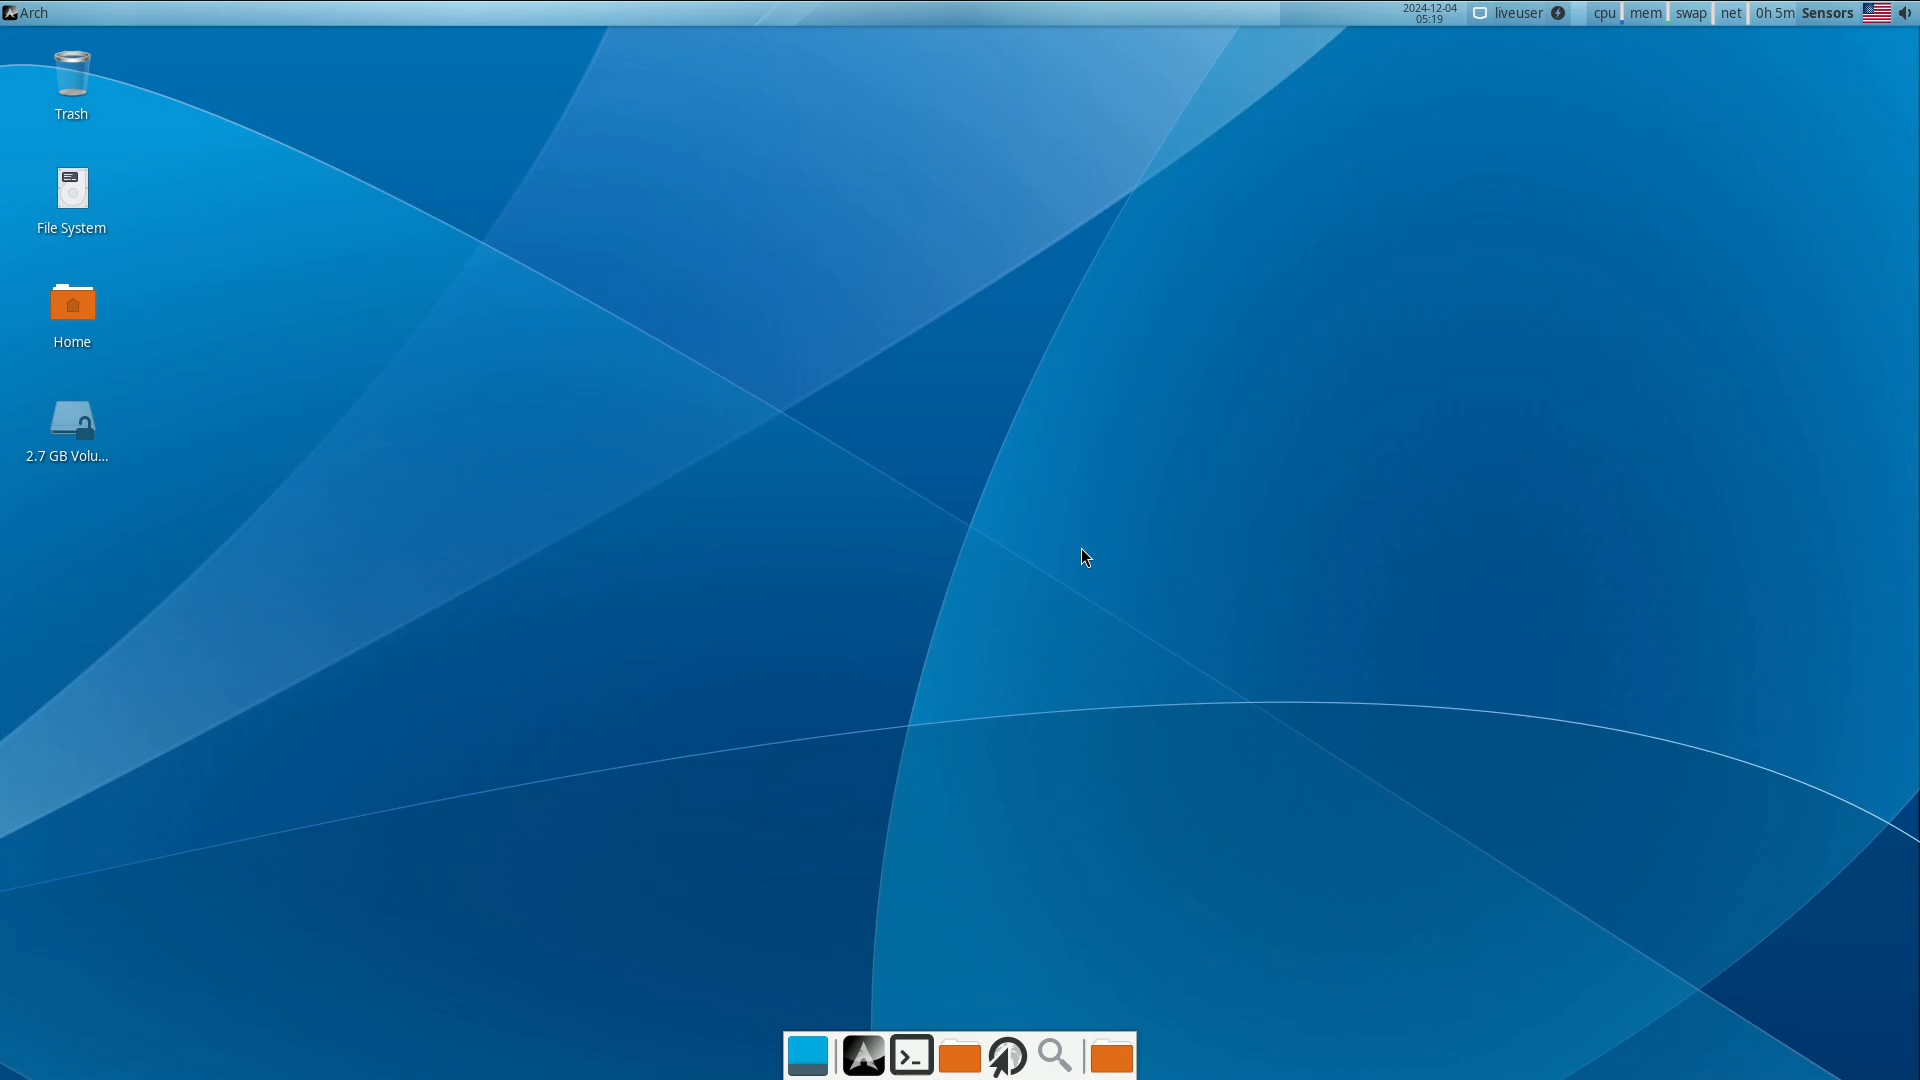 Arch
2024-12-04
05:19
liveuser
cpu
mem
swap
net
0h 5m
Sensors
Trash
File System
Home
2.7 GB Volu...